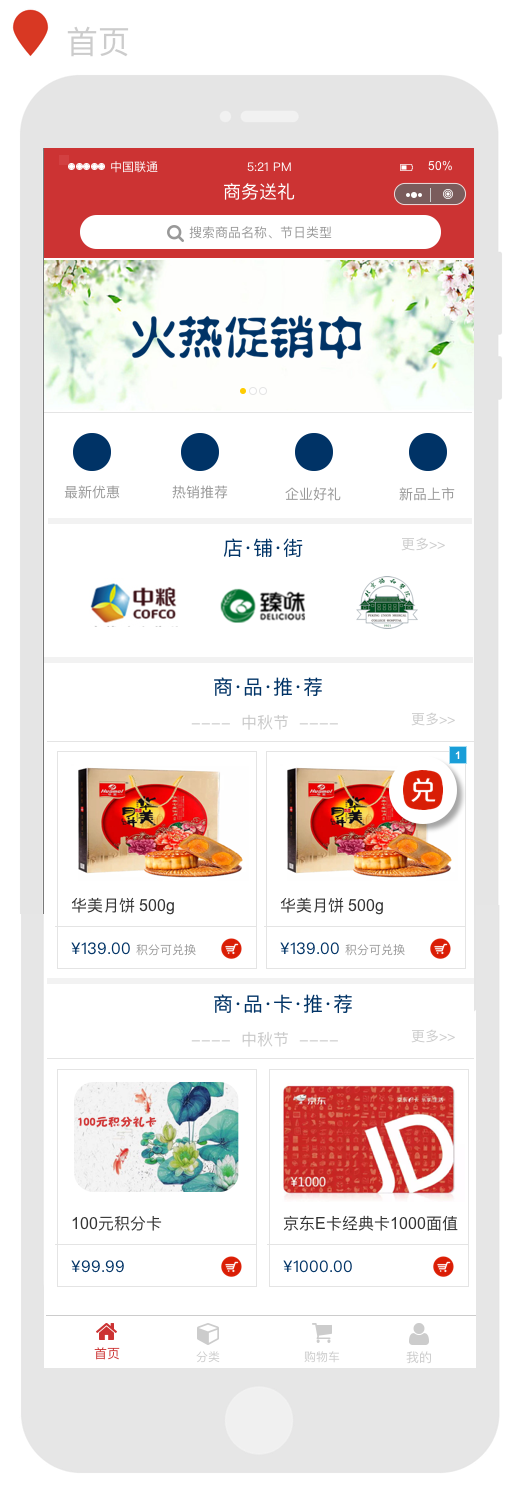 首页
中国联通 5:21 PM 50%
商务送礼
搜索商品名称、节日类型
火热促销中
最新优惠 热销推荐 企业好礼 新品上市
店·铺·街 更多>>
中粮 COFCO
臻味 DELICIOUS
商·品·推·荐
---- 中秋节 ---- 更多>>
1
兑
华美
华美
华美月饼 500g 华美月饼 500g
¥139.00 积分可兑换 ¥139.00 积分可兑换
商·品·卡·推·荐
---- 中秋节 ---- 更多>>
100元积分礼卡
京东
JD
¥1000
100元积分卡 京东E卡经典卡1000面值
¥99.99 ¥1000.00
首页 分类 购物车 我的